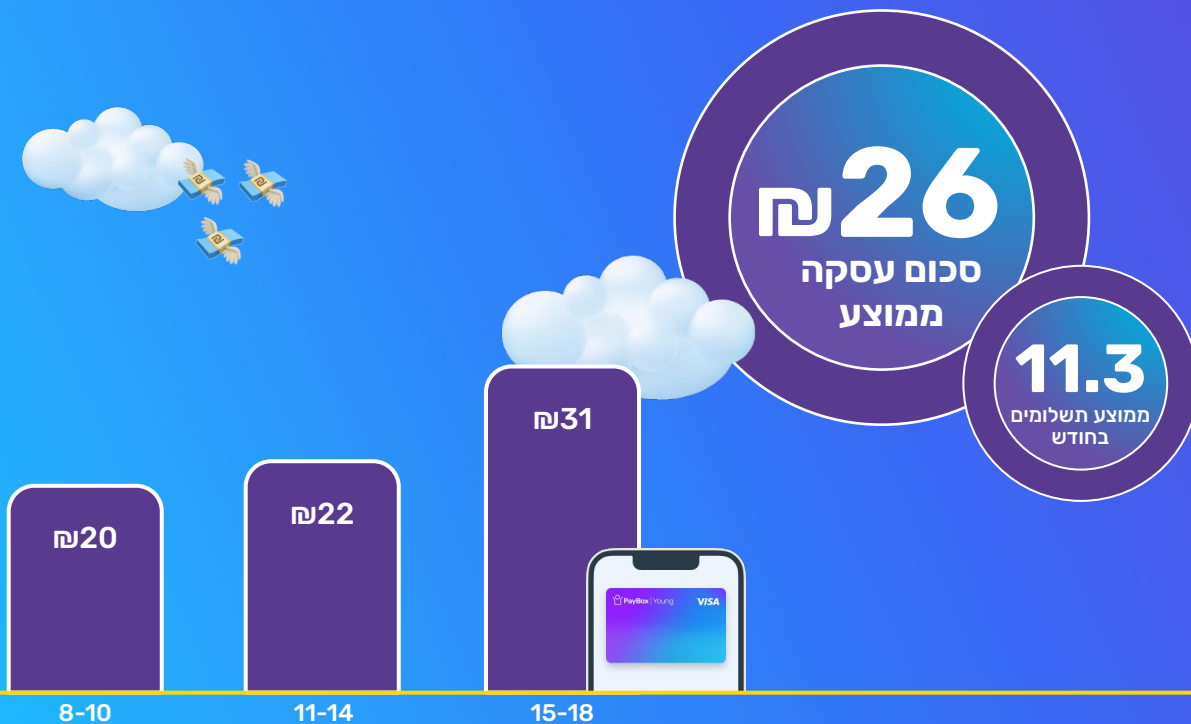 ₪26
סכום עסקה
ממוצע
11.3
ממוצע תשלומים
בחודש
₪31
₪22
₪20
PayBox | Young
VISA
8-10
11-14
15-18